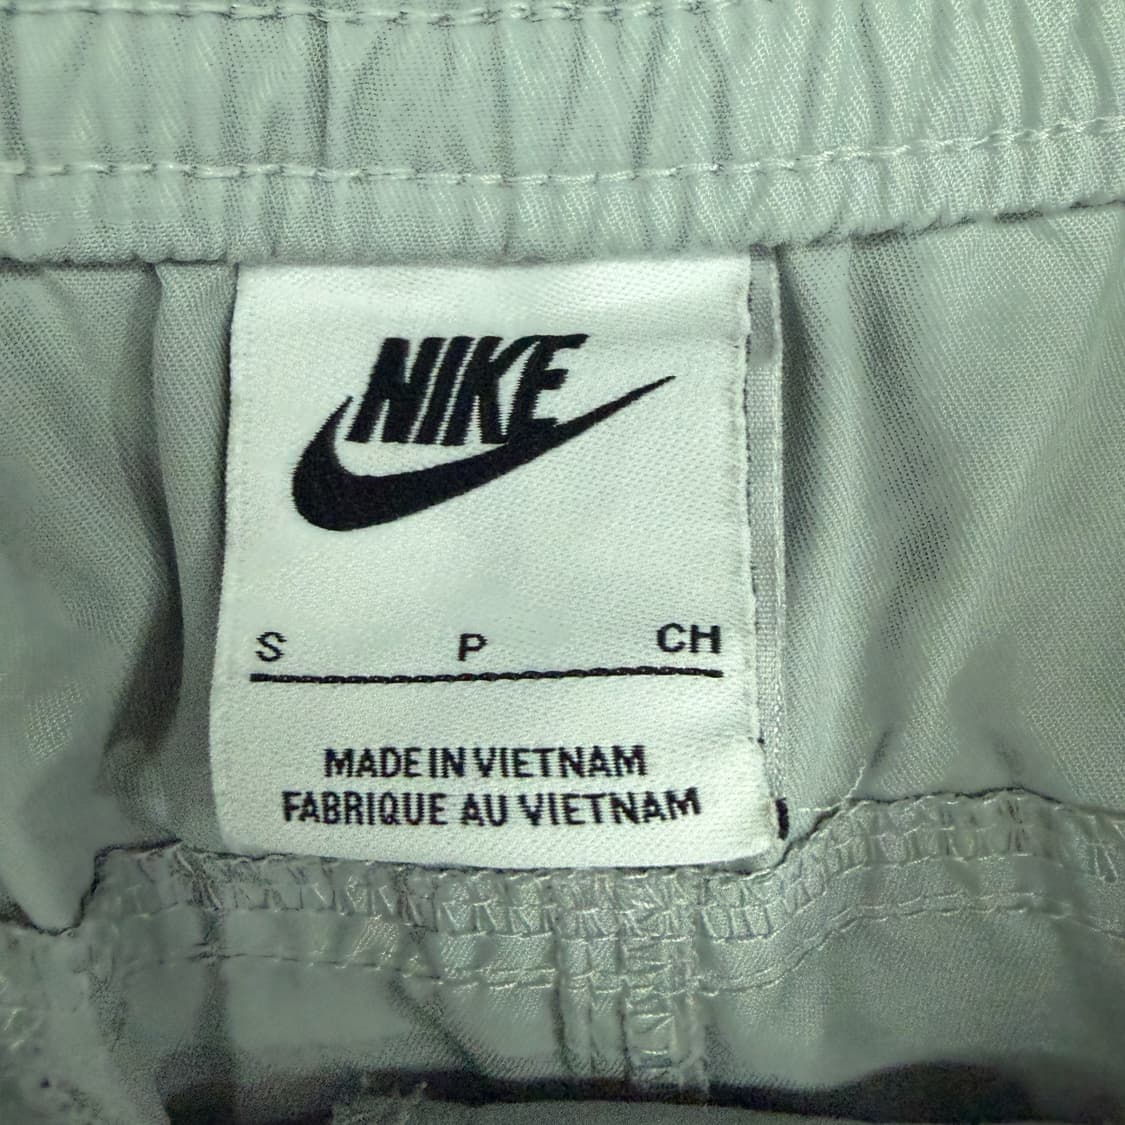 NIKE
S P CH
MADE IN VIETNAM
FABRIQUE AU VIETNAM